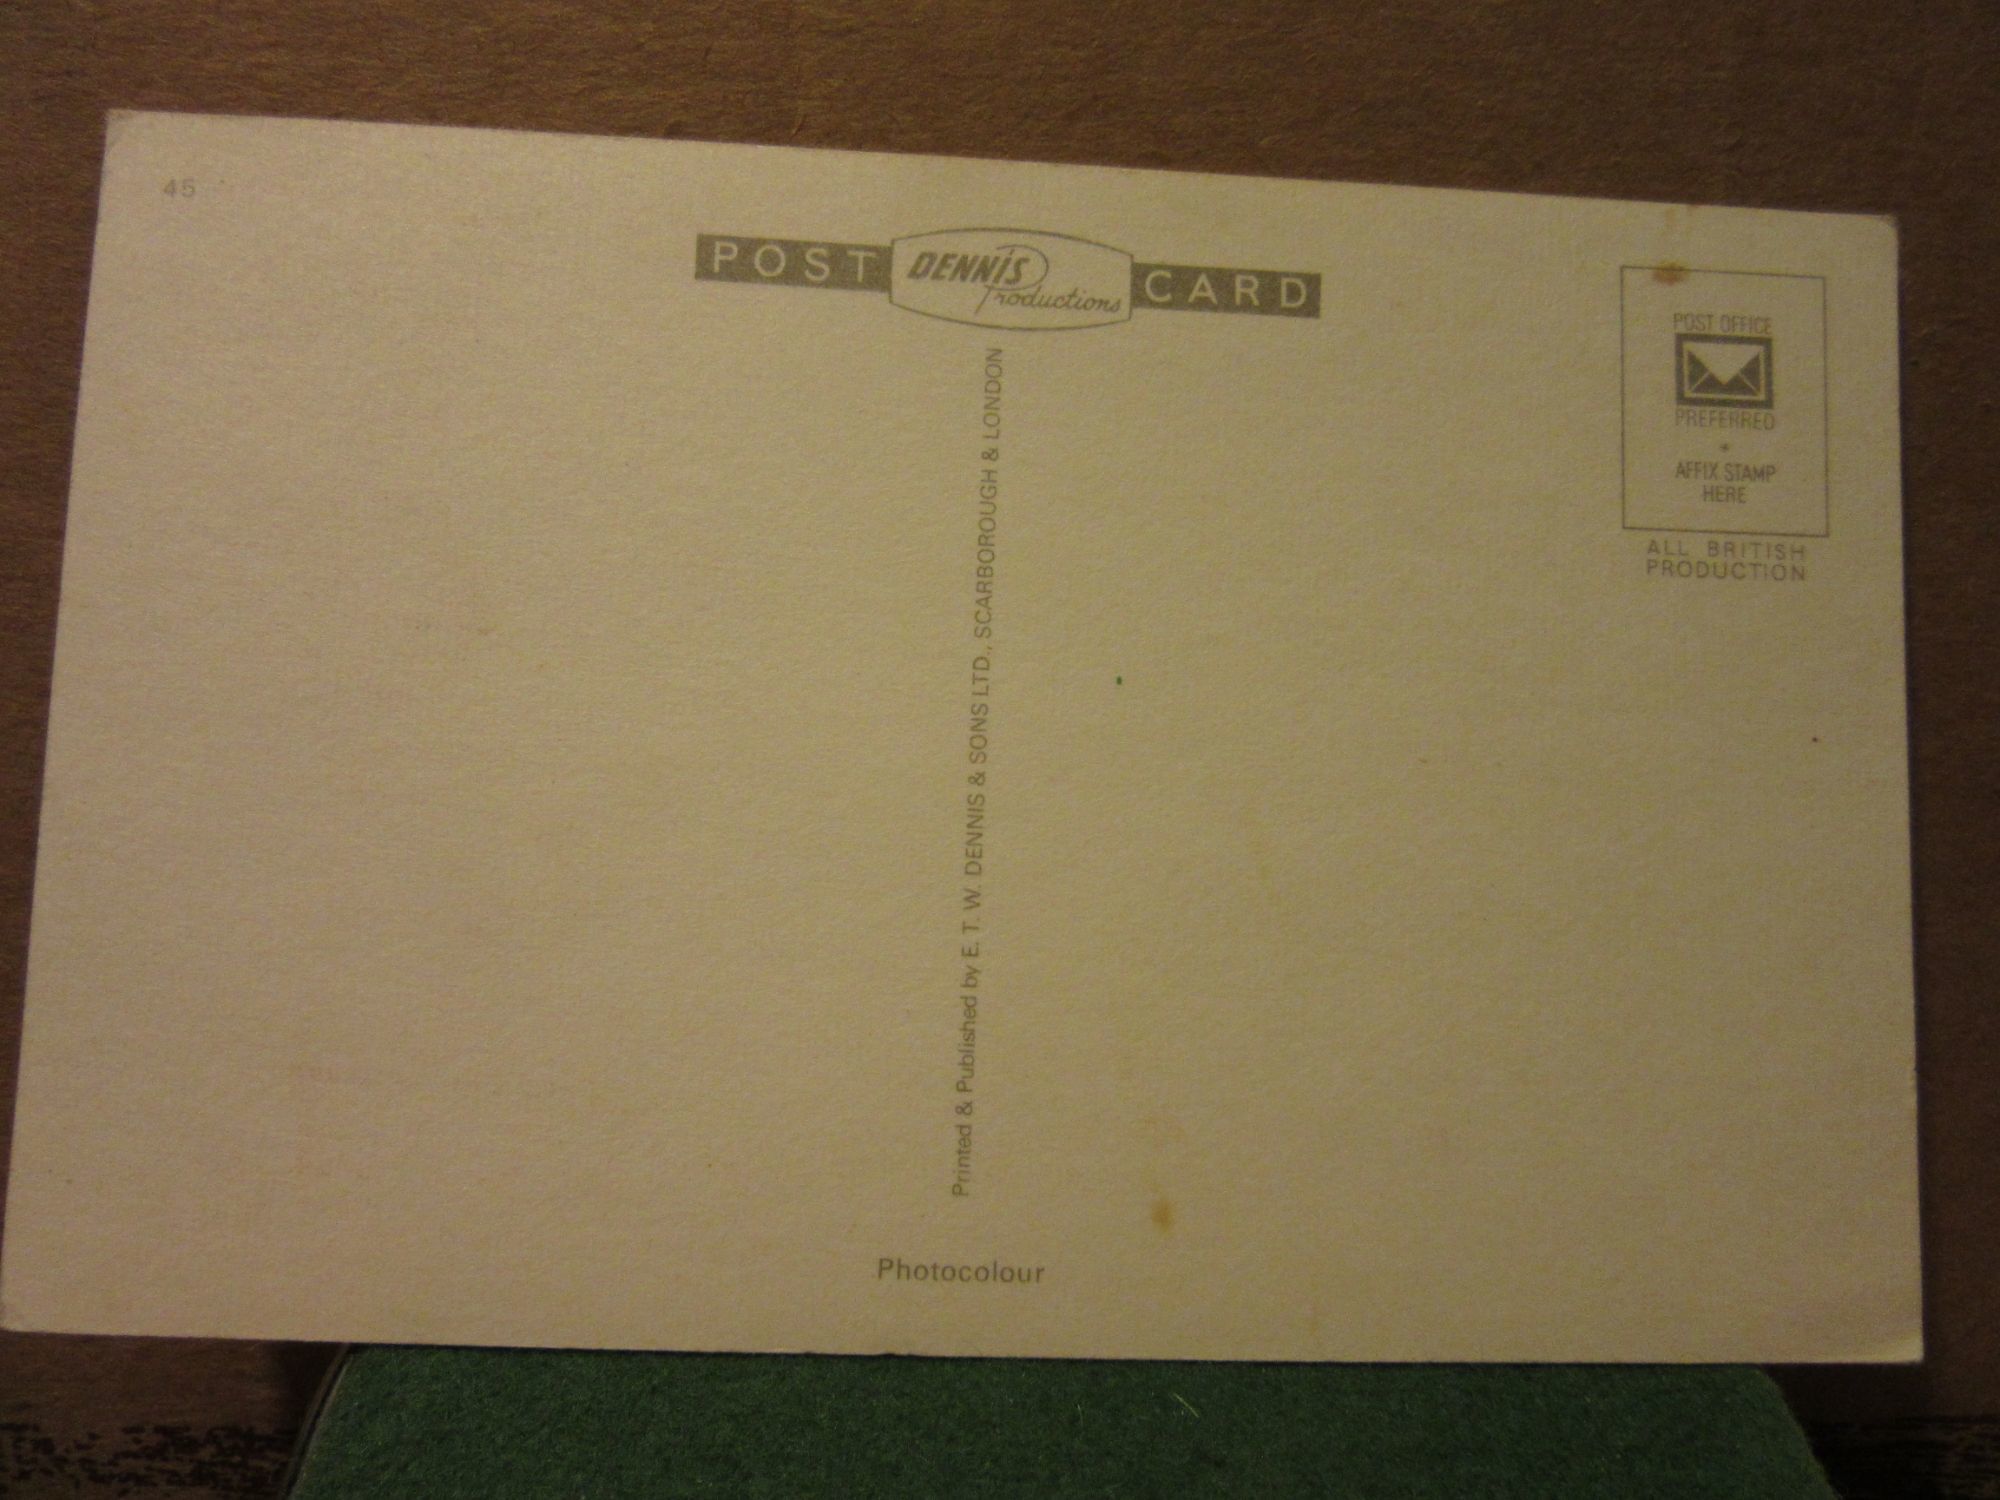 45
POST DENNIS Productions CARD
POST OFFICE
PREFERRED
AFFIX STAMP
HERE
ALL BRITISH
PRODUCTION
Printed & Published by E. T. W. DENNIS & SONS LTD., SCARBOROUGH & LONDON
Photocolour